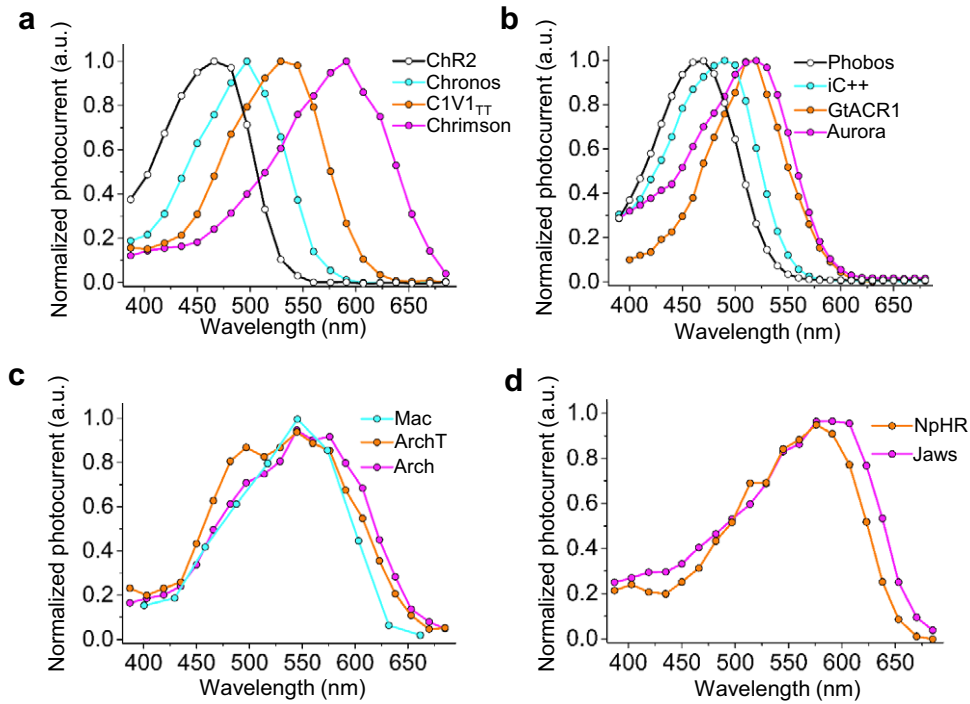 a
Normalized photocurrent (a.u.)
1.0
0.8
0.6
0.4
0.2
0.0
400 450 500 550 600 650
Wavelength (nm)
ChR2
Chronos
C1V1TT
Chrimson
b
Normalized photocurrent (a.u.)
1.0
0.8
0.6
0.4
0.2
0.0
400 450 500 550 600 650
Wavelength (nm)
Phobos
iC++
GtACR1
Aurora
c
Normalized photocurrent (a.u.)
1.0
0.8
0.6
0.4
0.2
0.0
400 450 500 550 600 650
Wavelength (nm)
Mac
ArchT
Arch
d
Normalized photocurrent (a.u.)
1.0
0.8
0.6
0.4
0.2
0.0
400 450 500 550 600 650
Wavelength (nm)
NpHR
Jaws